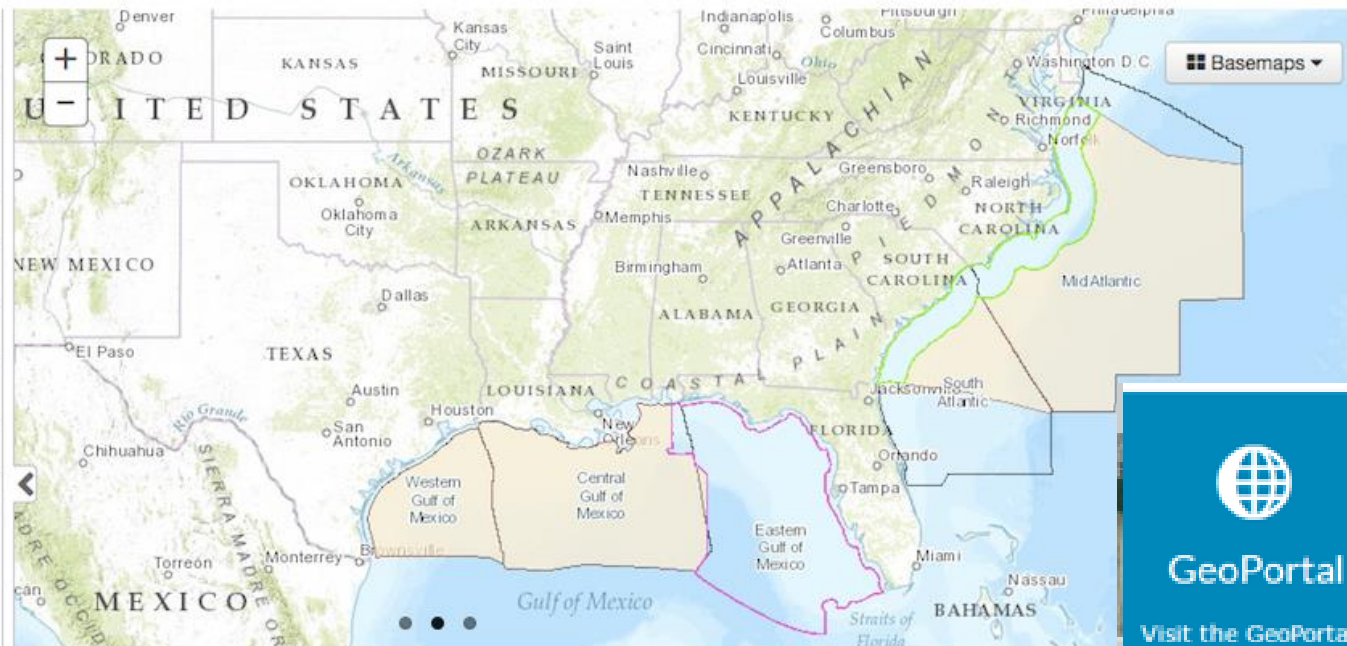 Denver
Kansas
City
Saint
Louis
Indianapolis
Cincinnati
Columbus
Pittsburgh
Philadelphia
+
−
KANSAS
MISSOURI
Louisville
Ohio
Washington D.C.
Basemaps
UNITED STATES
KENTUCKY
APPALACHIAN
VIRGINIA
Richmond
Norfolk
OZARK
PLATEAU
Arkansas
OKLAHOMA
Oklahoma
City
Nashville
TENNESSEE
Greensboro
Raleigh
PIEDMONT
ARKANSAS
Memphis
Charlotte
NORTH
CAROLINA
Greenville
NEW MEXICO
Birmingham
Atlanta
SOUTH
CAROLINA
MidAtlantic
Dallas
ALABAMA
GEORGIA
El Paso
TEXAS
LOUISIANA
COASTAL PLAIN
Jacksonville
South
Atlantic
Austin
Houston
Rio Grande
San
Antonio
New
Orleans
FLORIDA
Chihuahua
Orlando
Western
Gulf of
Mexico
Central
Gulf of
Mexico
Tampa
Eastern
Gulf of
Mexico
Torreón
Monterrey
Brownsville
Miami
MEXICO
Gulf of Mexico
Nassau
BAHAMAS
Straits of
Florida
GeoPortal
Visit the GeoPorta